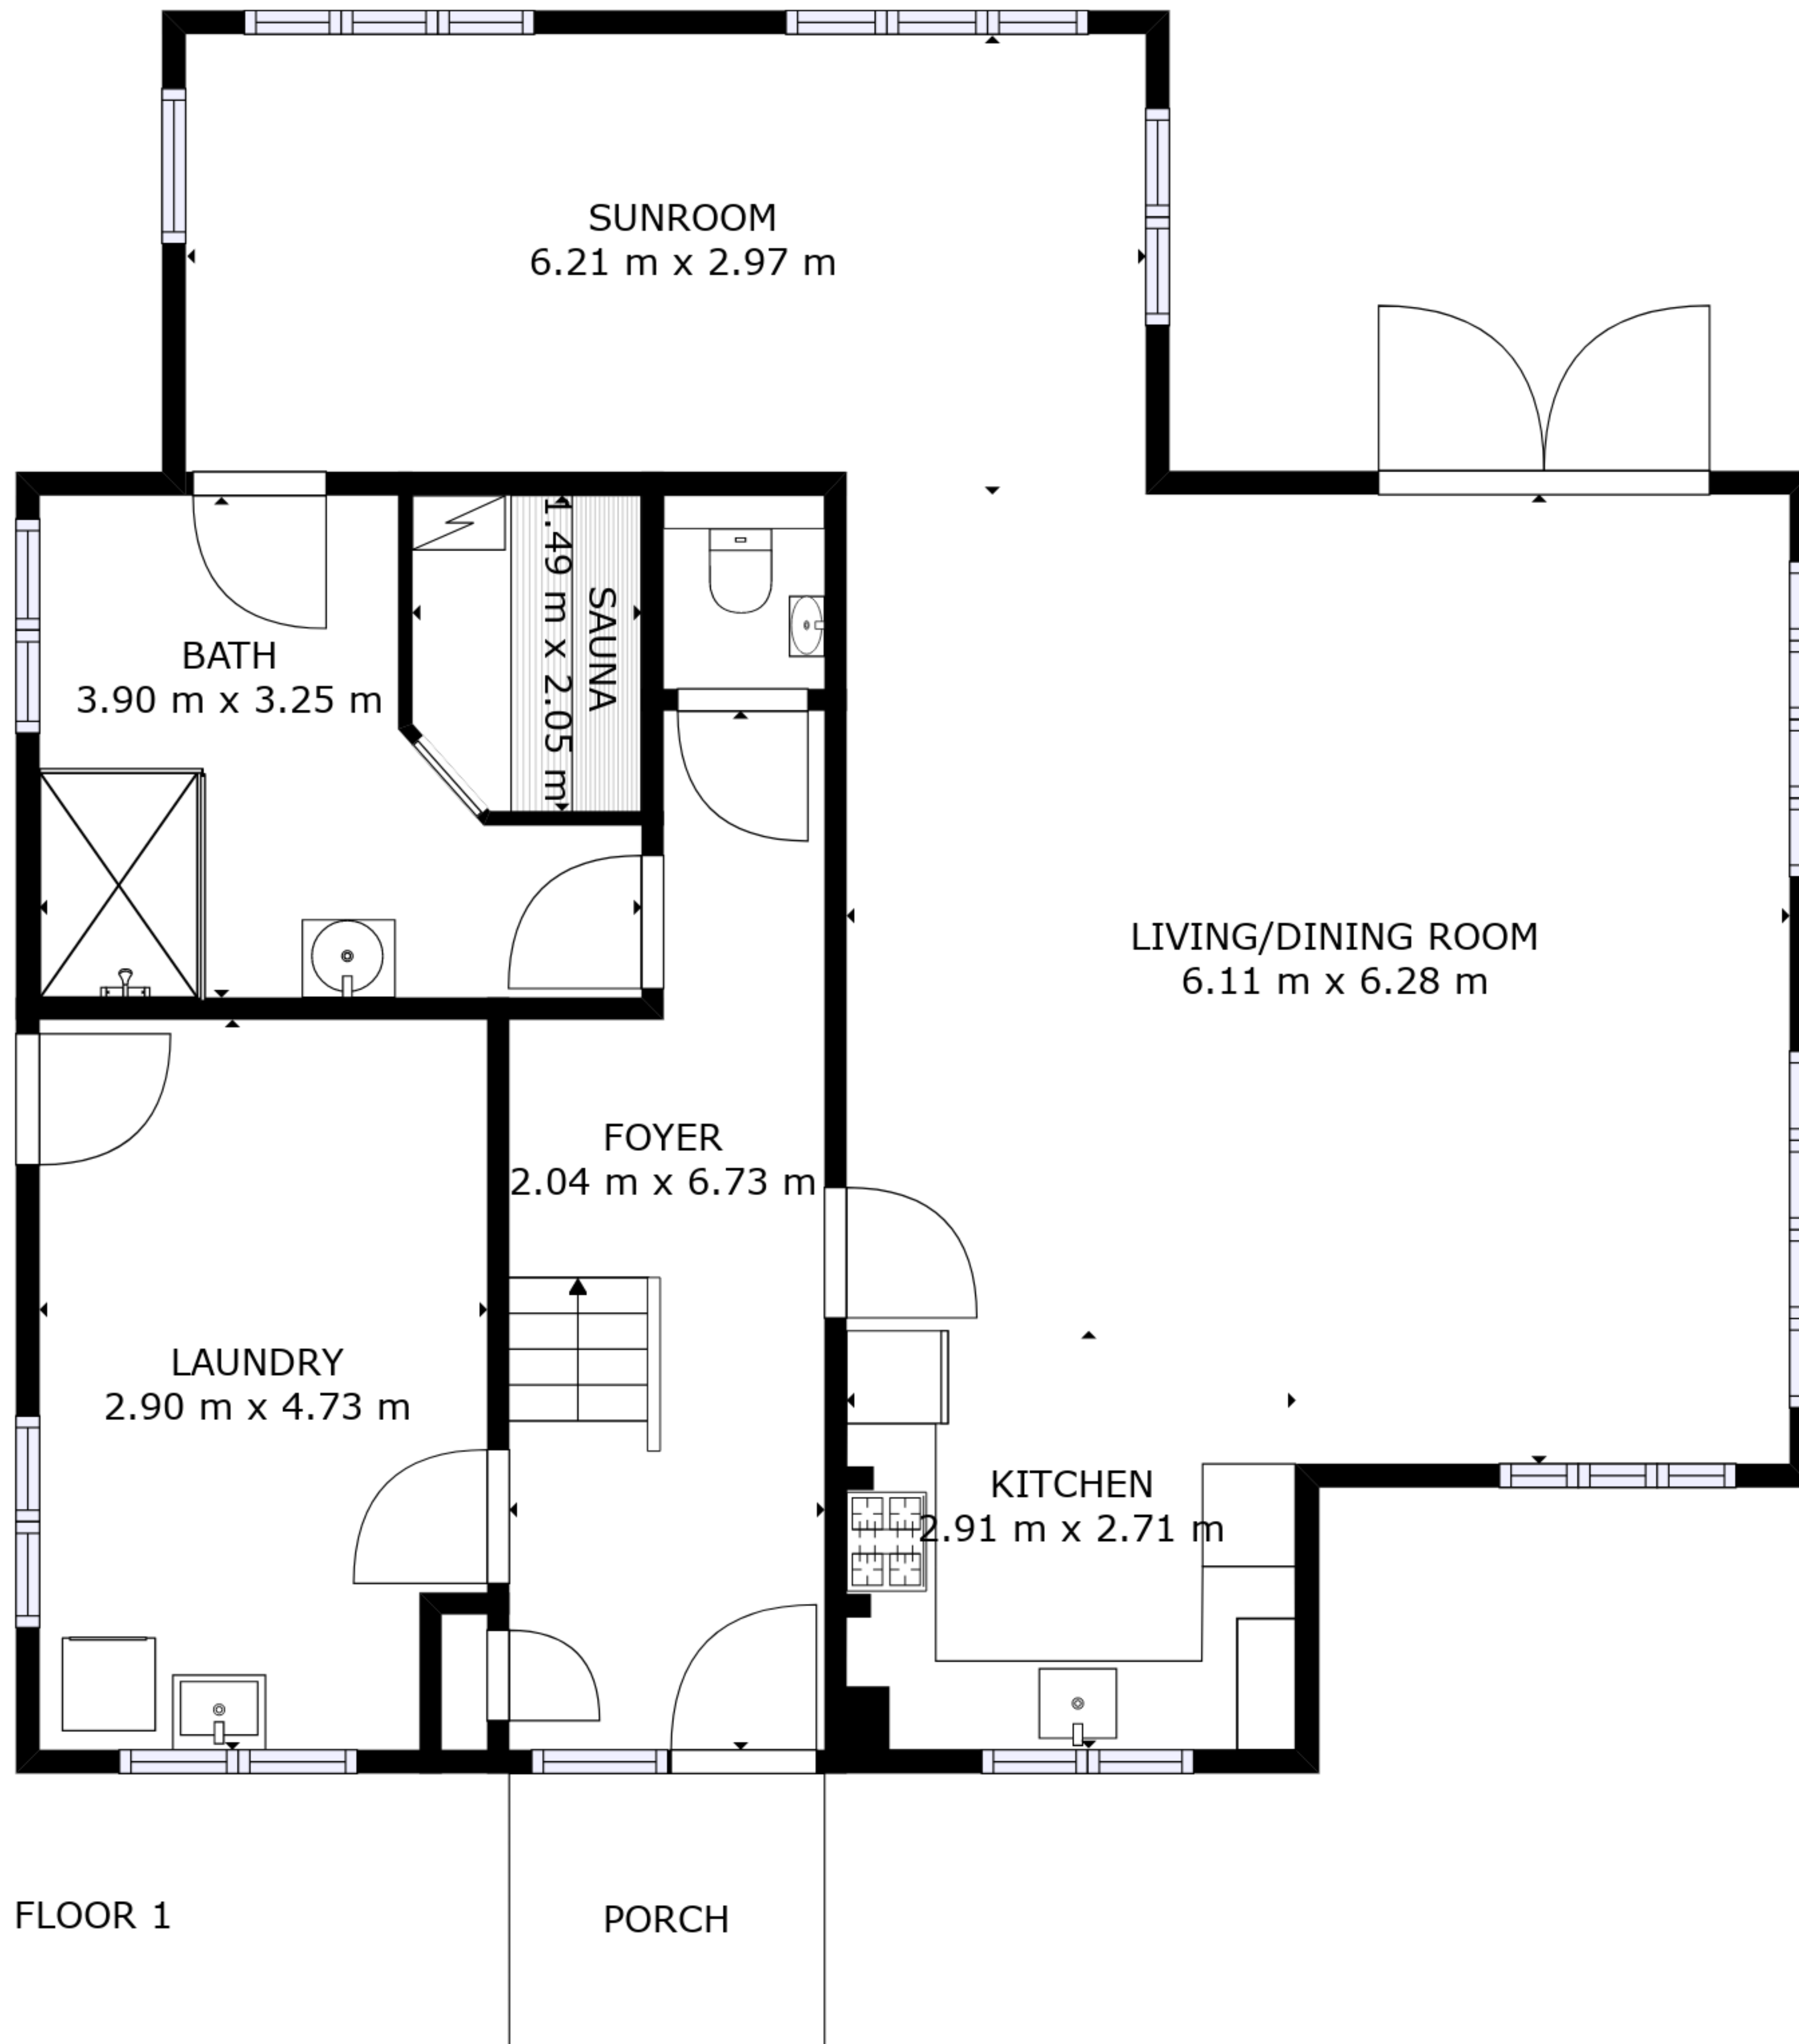 SUNROOM
6.21 m x 2.97 m
BATH
3.90 m x 3.25 m
SAUNA
1.49 m x 2.05 m
LIVING/DINING ROOM
6.11 m x 6.28 m
FOYER
2.04 m x 6.73 m
LAUNDRY
2.90 m x 4.73 m
KITCHEN
2.91 m x 2.71 m
FLOOR 1
PORCH